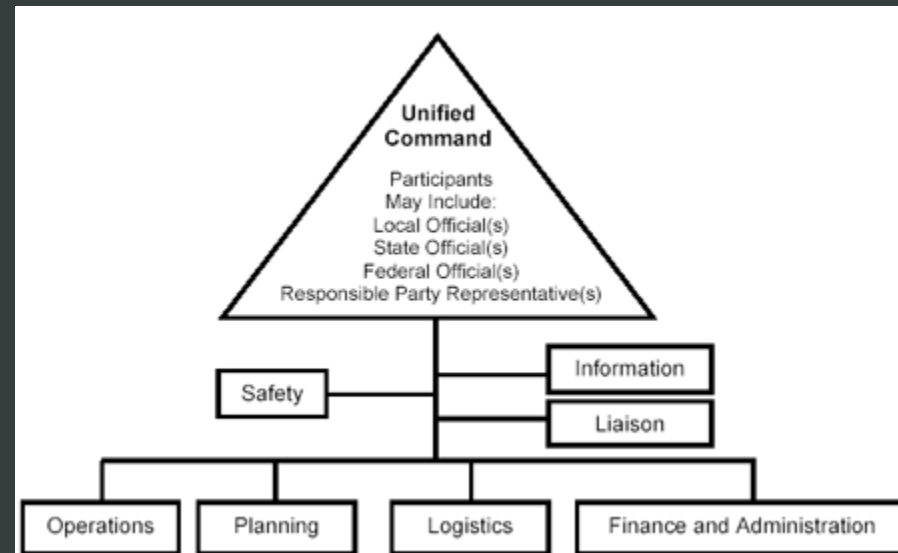 Unified
Command
Participants
May Include:
Local Official(s)
State Official(s)
Federal Official(s)
Responsible Party Representative(s)
Safety
Information
Liaison
Operations
Planning
Logistics
Finance and Administration